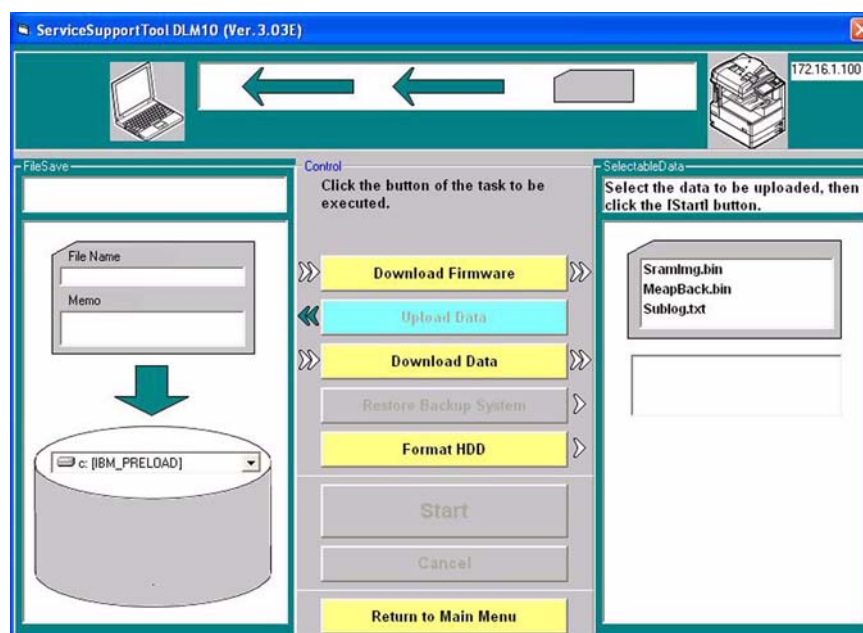 ServiceSupportTool DLM10 (Ver.3.03E)
172.16.1.100
FileSave
File Name
Memo
c: [IBM_PRELOAD]
Control
Click the button of the task to be
executed.
Download Firmware
Upload Data
Download Data
Restore Backup System
Format HDD
Start
Cancel
Return to Main Menu
SelectableData
Select the data to be uploaded, then
click the [Start] button.
SramImg.bin
MeapBack.bin
Sublog.txt